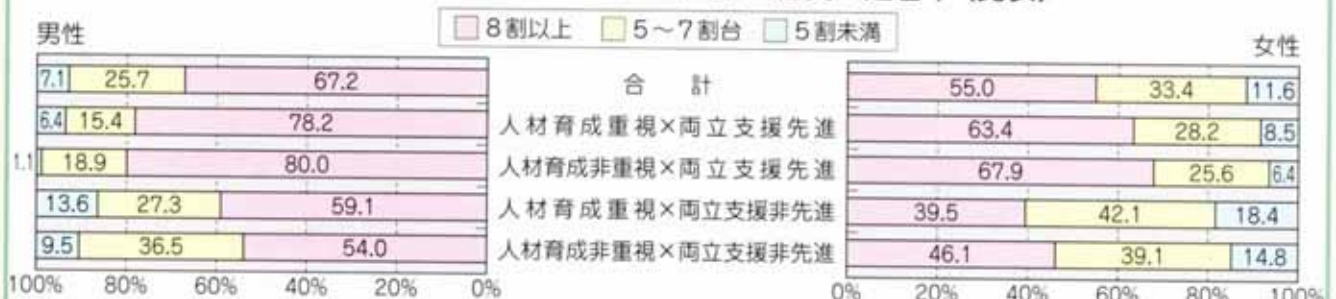 8割以上 5～7割台 5割未満
男性
女性
7.1 25.7 67.2 合計 55.0 33.4 11.6
6.4 15.4 78.2 人材育成重視×両立支援先進 63.4 28.2 8.5
1.1 18.9 80.0 人材育成非重視×両立支援先進 67.9 25.6 6.4
13.6 27.3 59.1 人材育成重視×両立支援非先進 39.5 42.1 18.4
9.5 36.5 54.0 人材育成非重視×両立支援非先進 46.1 39.1 14.8
100% 80% 60% 40% 20% 0% 0% 20% 40% 60% 80% 100%